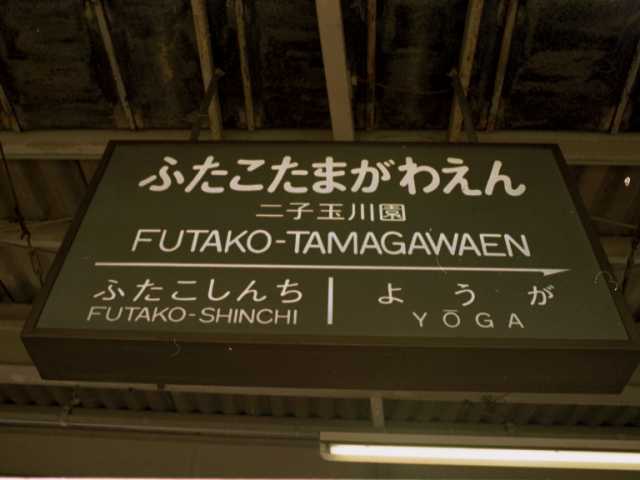 ふたこたまがわえん
二子玉川園
FUTAKO-TAMAGAWAEN
ふたこしんち ようが
FUTAKO-SHINCHI YŌGA